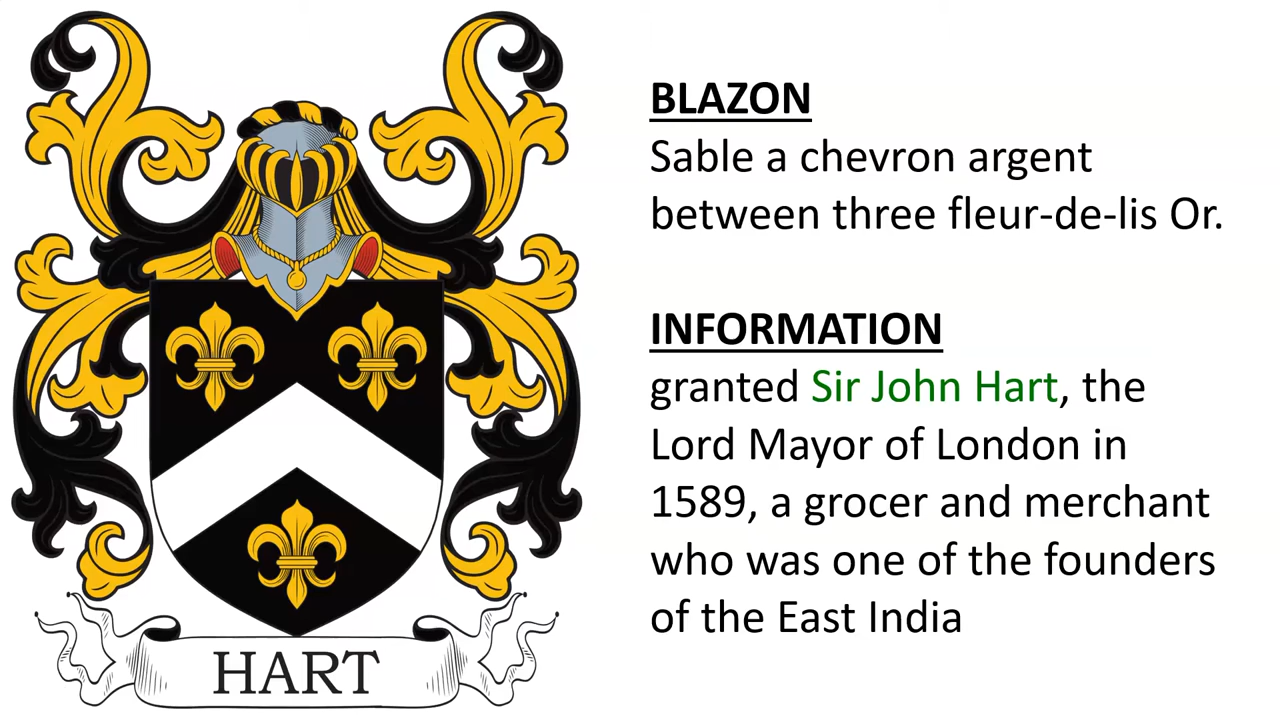 BLAZON
Sable a chevron argent
between three fleur-de-lis Or.
INFORMATION
granted Sir John Hart, the
Lord Mayor of London in
1589, a grocer and merchant
who was one of the founders
of the East India
HART